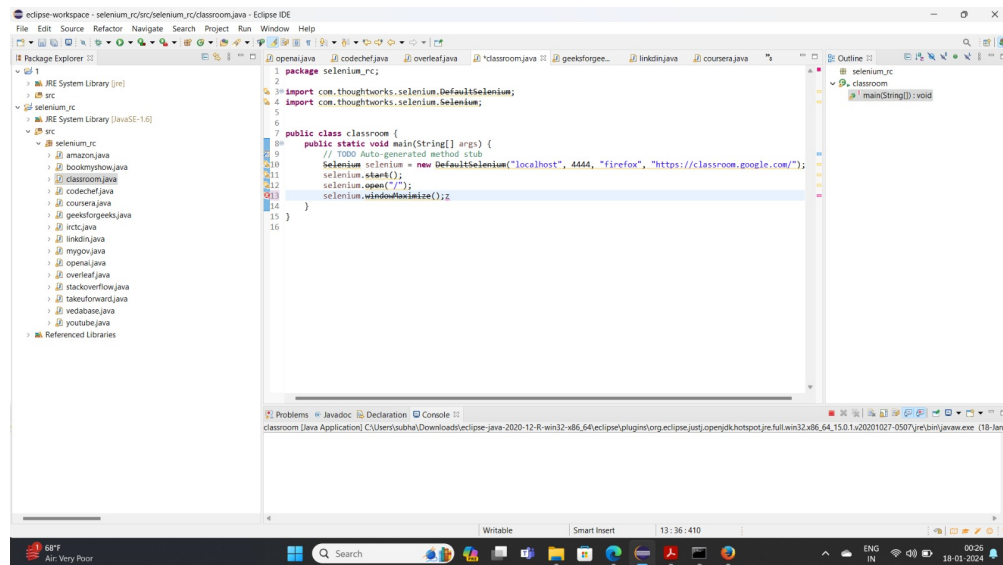 eclipse-workspace - selenium_rc/src/selenium_rc/classroom.java - Eclipse IDE
File Edit Source Refactor Navigate Search Project Run Window Help
Package Explorer
1
JRE System Library [jre]
src
selenium_rc
JRE System Library [JavaSE-1.6]
src
selenium_rc
amazon.java
bookmyshow.java
classroom.java
codechef.java
coursera.java
geeksforgeeks.java
irctc.java
linkdin.java
mygov.java
openai.java
overleaf.java
stackoverflow.java
takeuforward.java
vedabase.java
youtube.java
Referenced Libraries
openai.java codechef.java overleaf.java *classroom.java geeksforgee... linkdin.java coursera.java
1 package selenium_rc;
2
3 import com.thoughtworks.selenium.DefaultSelenium;
4 import com.thoughtworks.selenium.Selenium;
5
6
7 public class classroom {
8 public static void main(String[] args) {
9 // TODO Auto-generated method stub
10 Selenium selenium = new DefaultSelenium("localhost", 4444, "firefox", "https://classroom.google.com/");
11 selenium.start();
12 selenium.open("/");
13 selenium.windowMaximize();z
14 }
15 }
16
Outline
selenium_rc
classroom
main(String[]) : void
Problems Javadoc Declaration Console
classroom [Java Application] C:\Users\subha\Downloads\eclipse-java-2020-12-R-win32-x86_64\eclipse\plugins\org.eclipse.justj.openjdk.hotspot.jre.full.win32.x86_64_15.0.1.v20201027-0507\jre\bin\javaw.exe (18-Jan
Writable Smart Insert 13 : 36 : 410
68°F
Air: Very Poor
Search
ENG
IN
00:26
18-01-2024